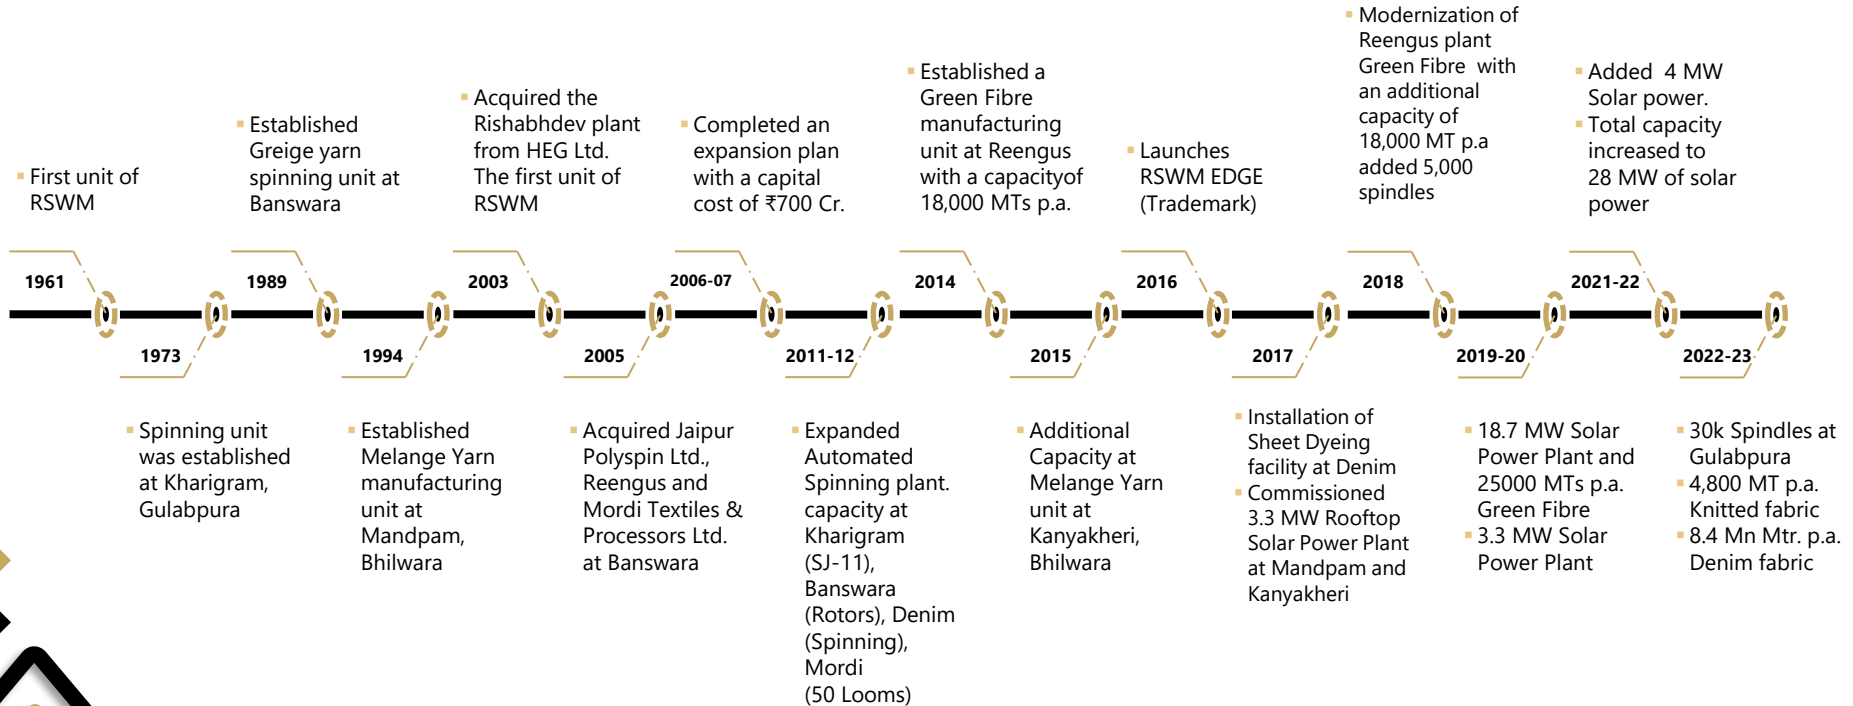 ▪ First unit of
RSWM
1961
1973
▪ Spinning unit
was established
at Kharigram,
Gulabpura
▪ Established
Greige yarn
spinning unit at
Banswara
1989
1994
▪ Established
Melange Yarn
manufacturing
unit at
Mandpam,
Bhilwara
▪ Acquired the
Rishabhdev plant
from HEG Ltd.
The first unit of
RSWM
2003
2005
▪ Acquired Jaipur
Polyspin Ltd.,
Reengus and
Mordi Textiles &
Processors Ltd.
at Banswara
▪ Completed an
expansion plan
with a capital
cost of ₹700 Cr.
2006-07
2011-12
▪ Expanded
Automated
Spinning plant.
capacity at
Kharigram
(SJ-11),
Banswara
(Rotors), Denim
(Spinning),
Mordi
(50 Looms)
▪ Established a
Green Fibre
manufacturing
unit at Reengus
with a capacityof
18,000 MTs p.a.
2014
2015
▪ Additional
Capacity at
Melange Yarn
unit at
Kanyakheri,
Bhilwara
▪ Launches
RSWM EDGE
(Trademark)
2016
2017
▪ Installation of
Sheet Dyeing
facility at Denim
▪ Commissioned
3.3 MW Rooftop
Solar Power Plant
at Mandpam and
Kanyakheri
▪ Modernization of
Reengus plant
Green Fibre with
an additional
capacity of
18,000 MT p.a
added 5,000
spindles
2018
2019-20
▪ 18.7 MW Solar
Power Plant and
25000 MTs p.a.
Green Fibre
▪ 3.3 MW Solar
Power Plant
▪ Added 4 MW
Solar power.
▪ Total capacity
increased to
28 MW of solar
power
2021-22
2022-23
▪ 30k Spindles at
Gulabpura
▪ 4,800 MT p.a.
Knitted fabric
▪ 8.4 Mn Mtr. p.a.
Denim fabric